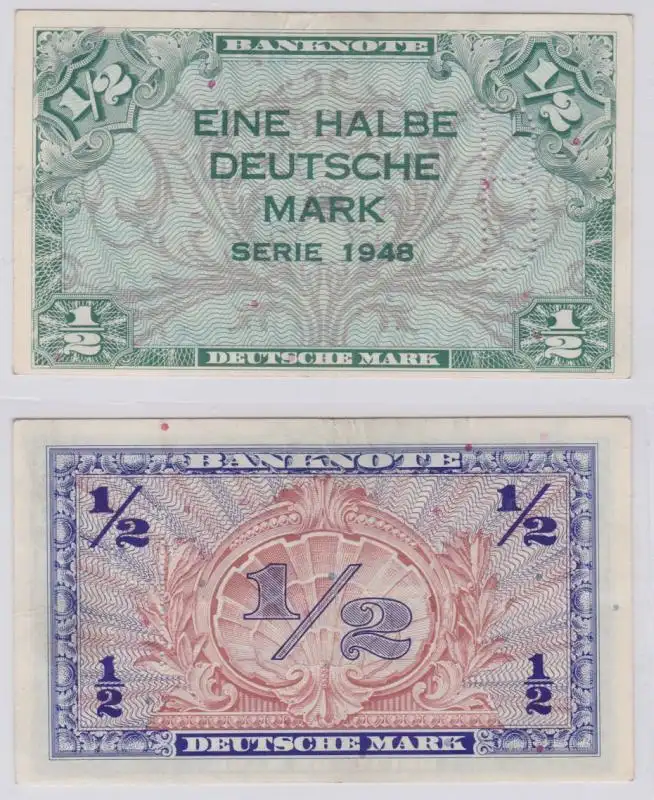 BANKNOTE
1/2 1/2
EINE HALBE
DEUTSCHE
MARK
SERIE 1948
1/2 1/2
DEUTSCHE MARK
BANKNOTE
1/2 1/2
1/2
1/2 1/2
BANKNOTE
DEUTSCHE MARK